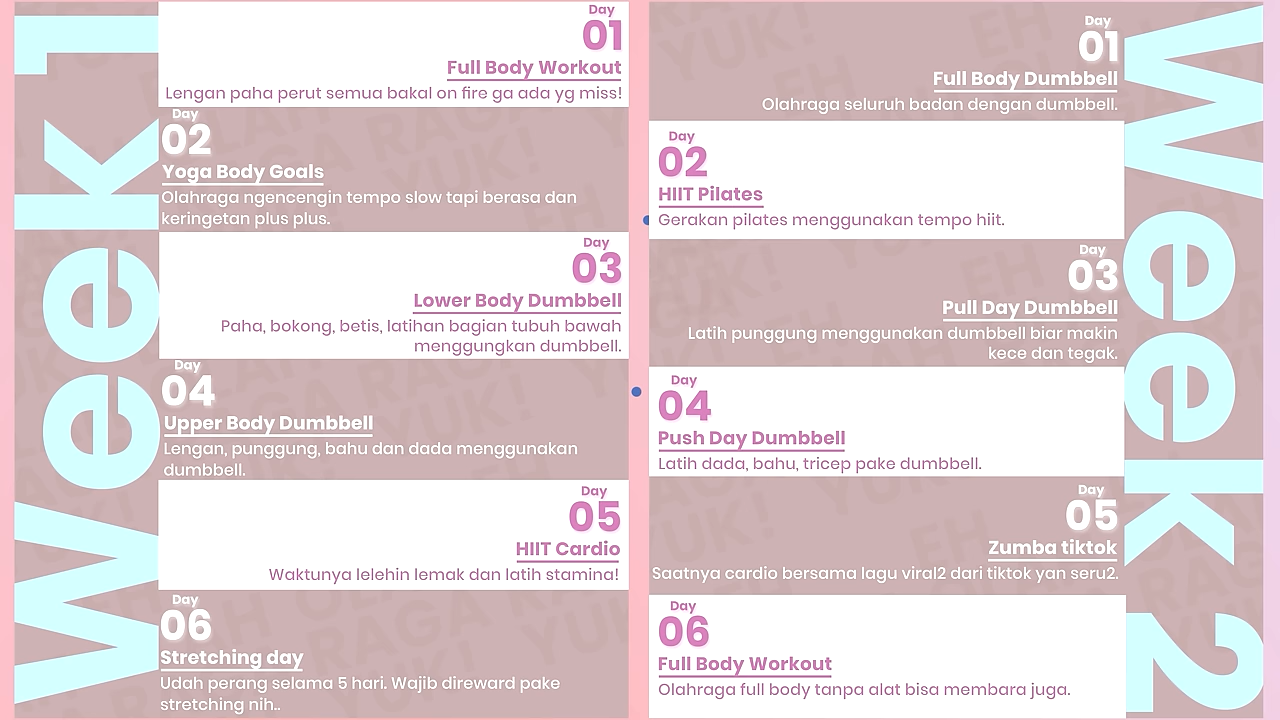 Week 1
Day
01
Full Body Workout
Lengan paha perut semua bakal on fire ga ada yg miss!
Day
02
Yoga Body Goals
Olahraga ngencengin tempo slow tapi berasa dan
keringetan plus plus.
Day
03
Lower Body Dumbbell
Paha, bokong, betis, latihan bagian tubuh bawah
menggungkan dumbbell.
Day
04
Upper Body Dumbbell
Lengan, punggung, bahu dan dada menggunakan
dumbbell.
Day
05
HIIT Cardio
Waktunya lelehin lemak dan latih stamina!
Day
06
Stretching day
Udah perang selama 5 hari. Wajib direward pake
stretching nih..
Week 2
Day
01
Full Body Dumbbell
Olahraga seluruh badan dengan dumbbell.
Day
02
HIIT Pilates
Gerakan pilates menggunakan tempo hiit.
Day
03
Pull Day Dumbbell
Latih punggung menggunakan dumbbell biar makin
kece dan tegak.
Day
04
Push Day Dumbbell
Latih dada, bahu, tricep pake dumbbell.
Day
05
Zumba tiktok
Saatnya cardio bersama lagu viral2 dari tiktok yan seru2.
Day
06
Full Body Workout
Olahraga full body tanpa alat bisa membara juga.